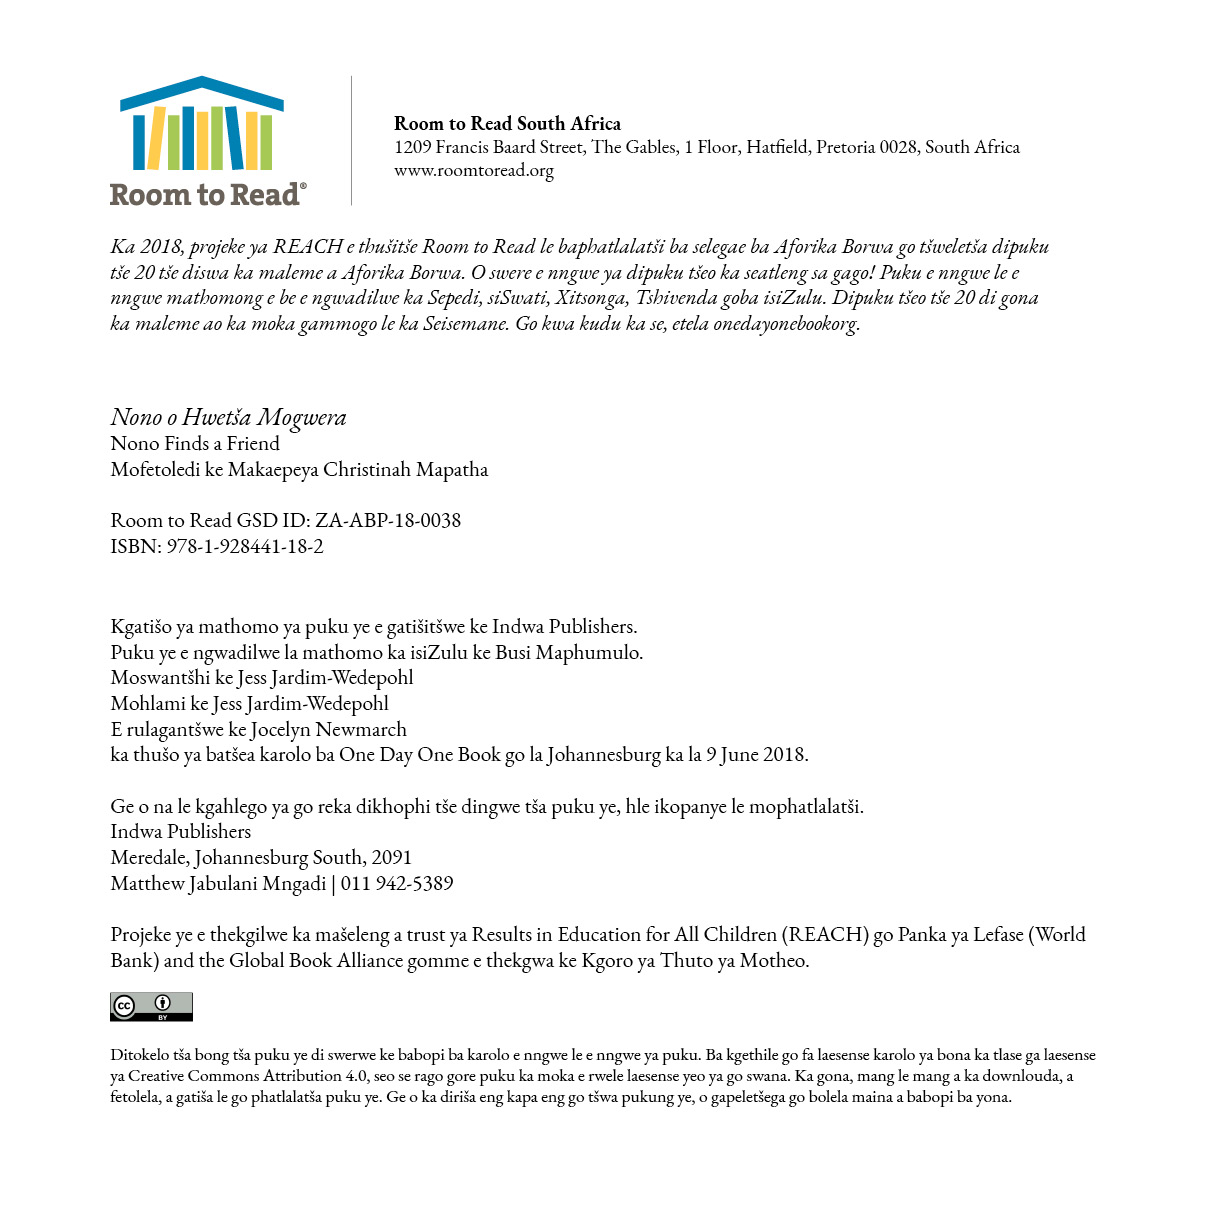 Room to Read®
Room to Read South Africa
1209 Francis Baard Street, The Gables, 1 Floor, Hatfield, Pretoria 0028, South Africa
www.roomtoread.org
Ka 2018, projeke ya REACH e thušitše Room to Read le baphatlalatši ba selegae ba Aforika Borwa go tšweletša dipuku
tše 20 tše diswa ka maleme a Aforika Borwa. O swere e nngwe ya dipuku tšeo ka seatleng sa gago! Puku e nngwe le e
nngwe mathomong e be e ngwadilwe ka Sepedi, siSwati, Xitsonga, Tshivenda goba isiZulu. Dipuku tšeo tše 20 di gona
ka maleme ao ka moka gammogo le ka Seisemane. Go kwa kudu ka se, etela onedayonebookorg.
Nono o Hwetša Mogwera
Nono Finds a Friend
Mofetoledi ke Makaepeya Christinah Mapatha
Room to Read GSD ID: ZA-ABP-18-0038
ISBN: 978-1-928441-18-2
Kgatišo ya mathomo ya puku ye e gatišitšwe ke Indwa Publishers.
Puku ye e ngwadilwe la mathomo ka isiZulu ke Busi Maphumulo.
Moswantšhi ke Jess Jardim-Wedepohl
Mohlami ke Jess Jardim-Wedepohl
E rulagantšwe ke Jocelyn Newmarch
ka thušo ya batšea karolo ba One Day One Book go la Johannesburg ka la 9 June 2018.
Ge o na le kgahlego ya go reka dikhophi tše dingwe tša puku ye, hle ikopanye le mophatlalatši.
Indwa Publishers
Meredale, Johannesburg South, 2091
Matthew Jabulani Mngadi | 011 942-5389
Projeke ye e thekgilwe ka mašeleng a trust ya Results in Education for All Children (REACH) go Panka ya Lefase (World
Bank) and the Global Book Alliance gomme e thekgwa ke Kgoro ya Thuto ya Motheo.
cc BY
Ditokelo tša bong tša puku ye di swerwe ke babopi ba karolo e nngwe le e nngwe ya puku. Ba kgethile go fa laesense karolo ya bona ka tlase ga laesense
ya Creative Commons Attribution 4.0, seo se rago gore puku ka moka e rwele laesense yeo ya go swana. Ka gona, mang le mang a ka downlouda, a
fetolela, a gatiša le go phatlalatša puku ye. Ge o ka diriša eng kapa eng go tšwa pukung ye, o gapeletšega go bolela maina a babopi ba yona.